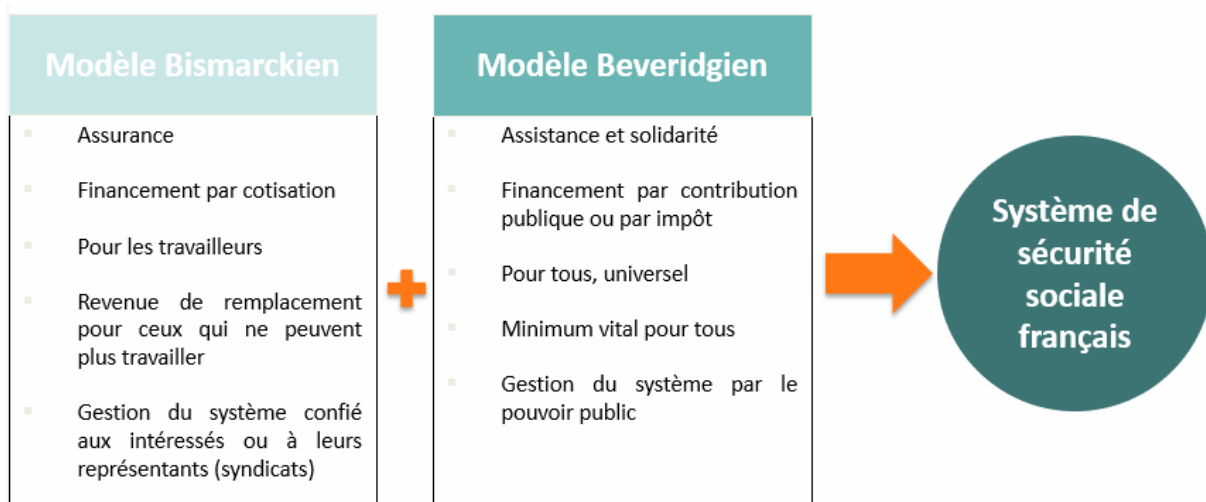 Modèle Bismarckien
Assurance
Financement par cotisation
Pour les travailleurs
Revenue de remplacement
pour ceux qui ne peuvent
plus travailler
Gestion du système confié
aux intéressés ou à leurs
représentants (syndicats)
Modèle Beveridgien
Assistance et solidarité
Financement par contribution
publique ou par impôt
Pour tous, universel
Minimum vital pour tous
Gestion du système par le
pouvoir public
Système de
sécurité
sociale
français